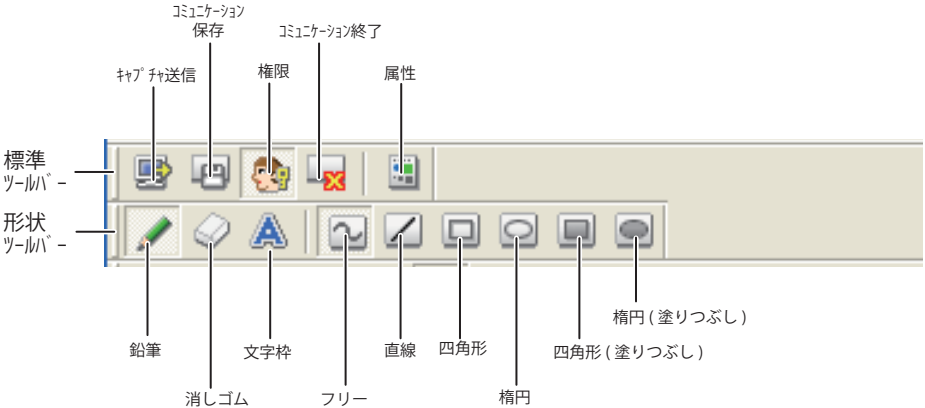 ｺﾐｭﾆｹｰｼｮﾝ
保存
ｺﾐｭﾆｹｰｼｮﾝ終了
ｷｬﾌﾟﾁｬ送信
権限
属性
標準
ﾂｰﾙﾊﾞｰ
形状
ﾂｰﾙﾊﾞｰ
楕円(塗りつぶし)
鉛筆
文字枠
直線
四角形
四角形(塗りつぶし)
消しゴム
フリー
楕円